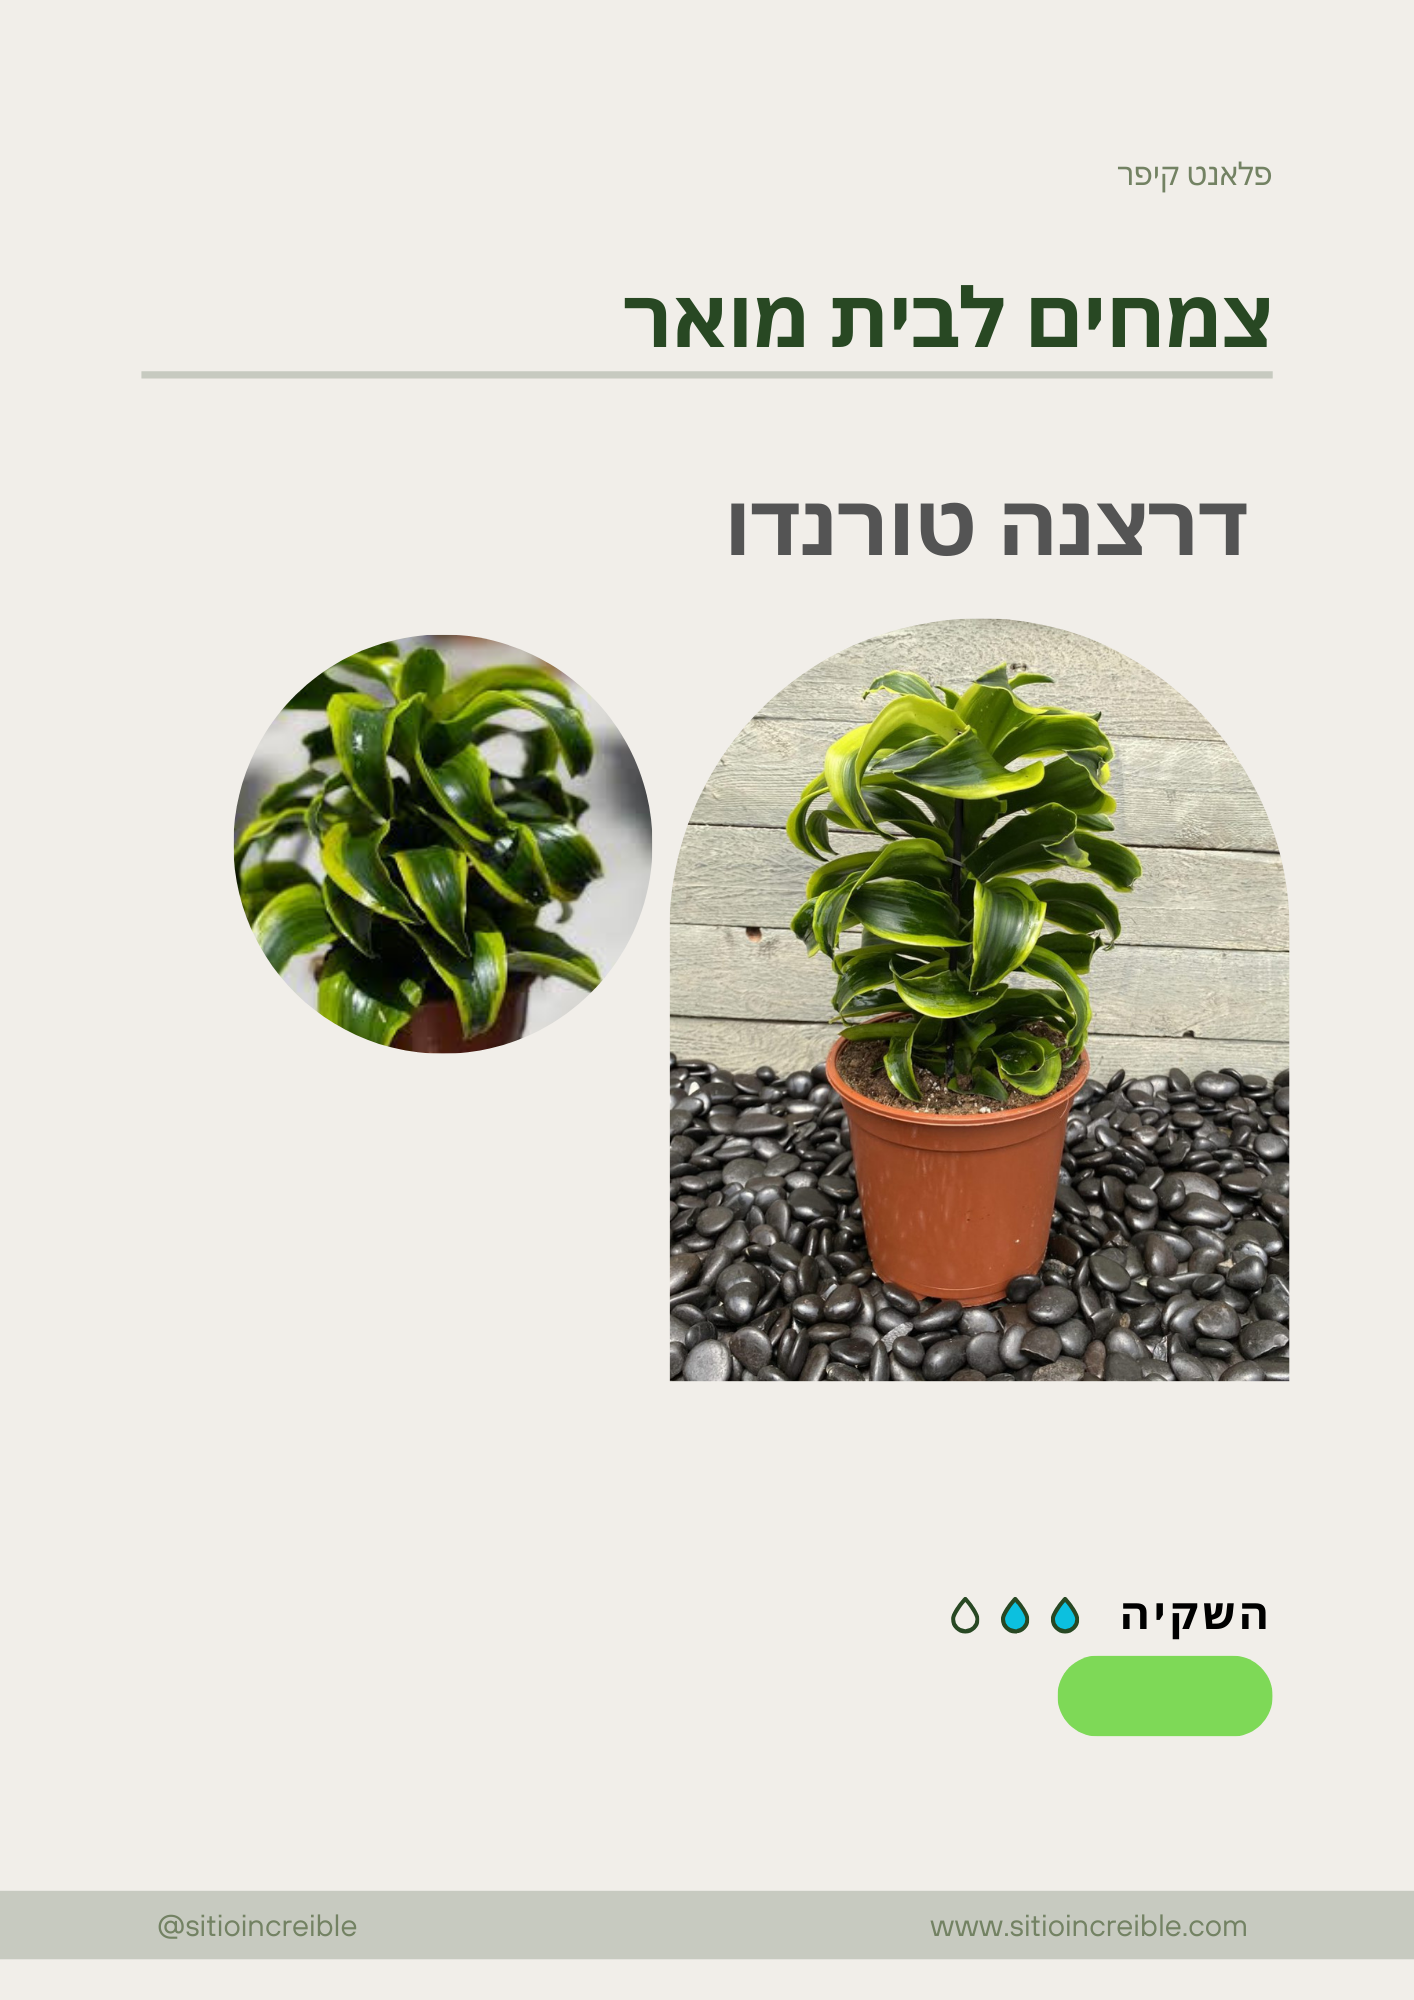 פלאנט קיפר
צמחים לבית מואר
דרצנה טורנדו
השקיה
@sitioincreible
www.sitioincreible.com